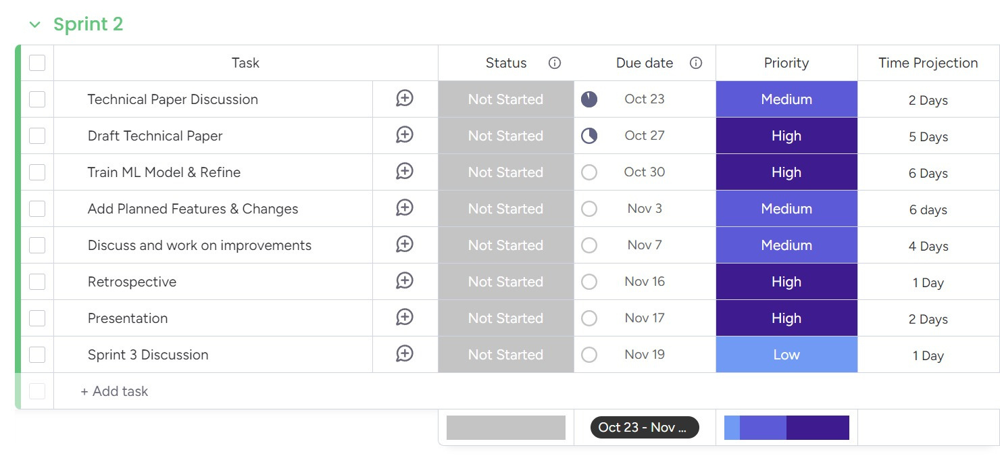 Sprint 2
Task Status Due date Priority Time Projection
Technical Paper Discussion Not Started Oct 23 Medium 2 Days
Draft Technical Paper Not Started Oct 27 High 5 Days
Train ML Model & Refine Not Started Oct 30 High 6 Days
Add Planned Features & Changes Not Started Nov 3 Medium 6 days
Discuss and work on improvements Not Started Nov 7 Medium 4 Days
Retrospective Not Started Nov 16 High 1 Day
Presentation Not Started Nov 17 High 2 Days
Sprint 3 Discussion Not Started Nov 19 Low 1 Day
+ Add task
Oct 23 - Nov ...